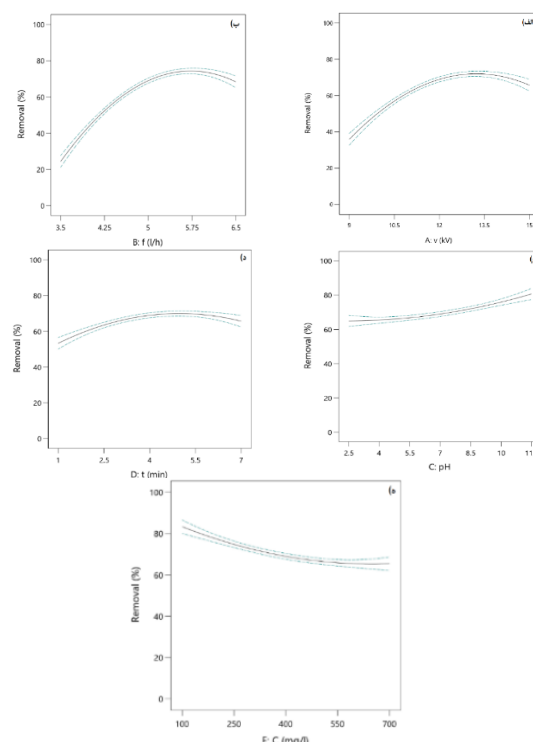 ب)
Removal (%)
100
80
60
40
20
0
3.5 4.25 5 5.75 6.5
B: f (l/h)
الف)
Removal (%)
100
80
60
40
20
0
9 10.5 12 13.5 15
A: v (kV)
د)
Removal (%)
100
80
60
40
20
0
1 2.5 4 5.5 7
D: t (min)
Removal (%)
100
80
60
40
20
0
2.5 4 5.5 7 8.5 10 11
C: pH
ه)
Removal (%)
100
80
60
40
20
0
100 250 400 550 700
E: C (mg/l)